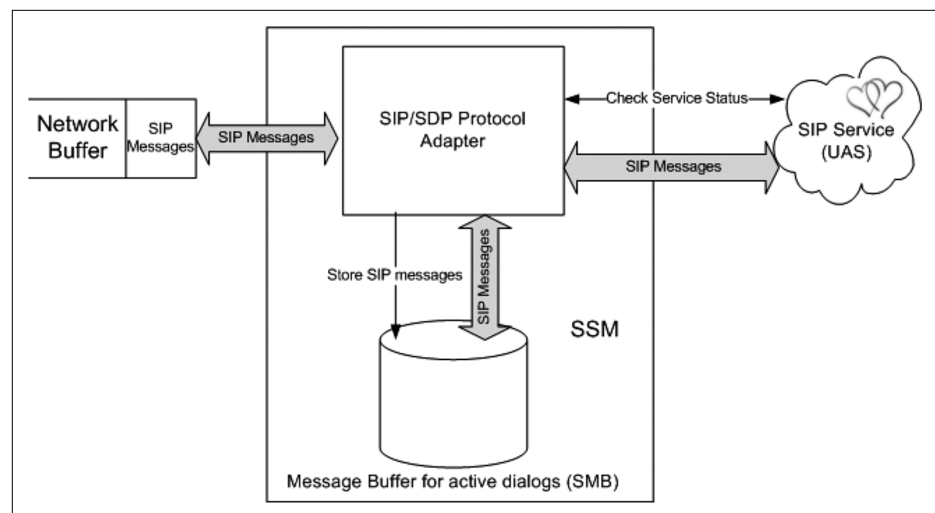 Network
Buffer
SIP
Messages
SIP Messages
SIP/SDP Protocol
Adapter
Check Service Status
SIP Service
(UAS)
SIP Messages
Store SIP messages
SIP Messages
SSM
Message Buffer for active dialogs (SMB)